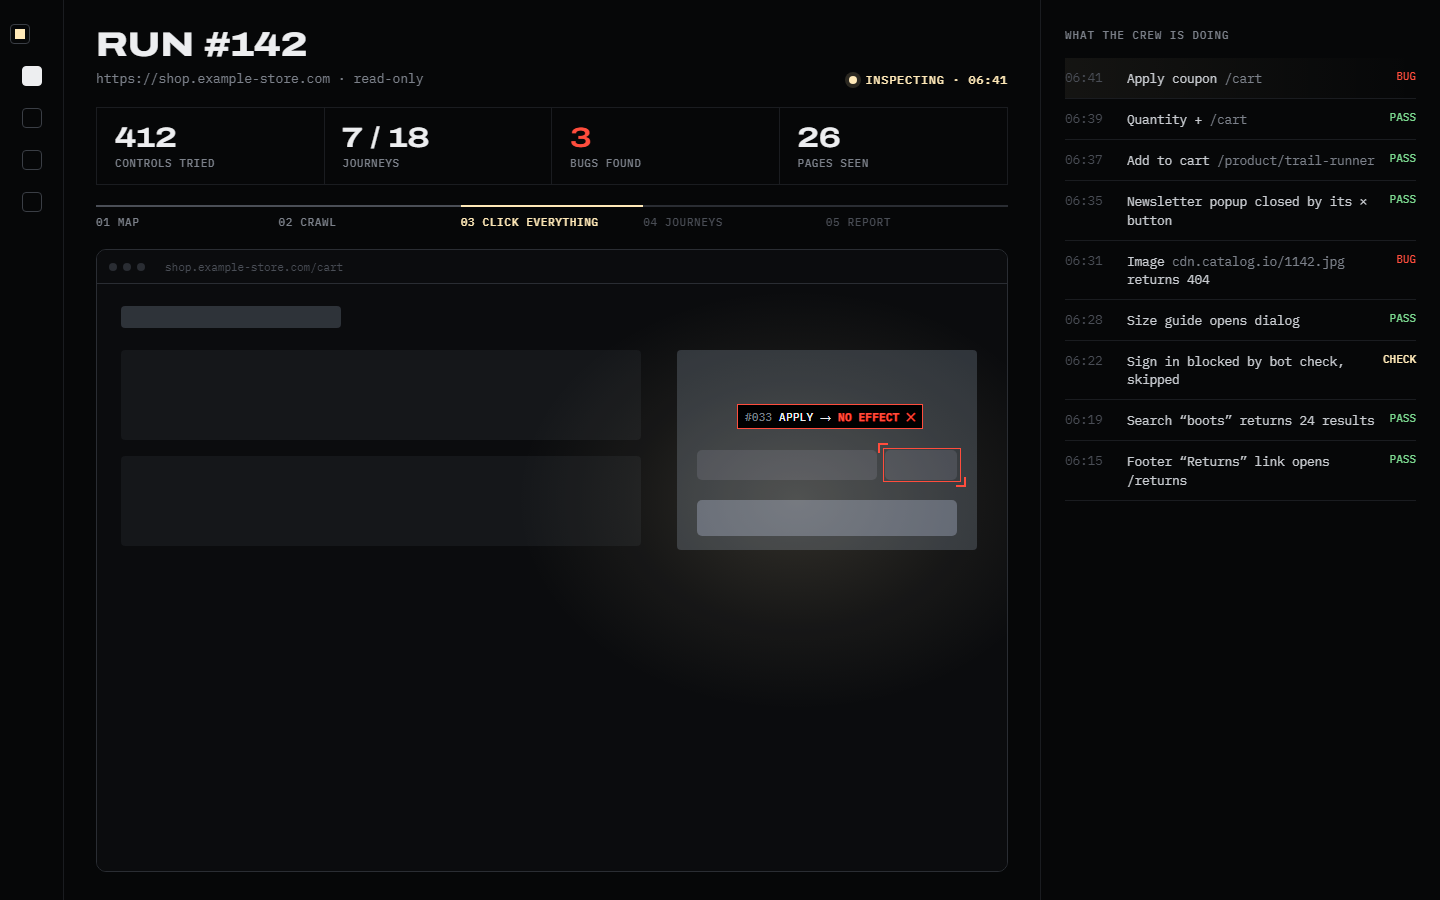 RUN #142
https://shop.example-store.com · read-only
INSPECTING · 06:41
412
CONTROLS TRIED
7 / 18
JOURNEYS
3
BUGS FOUND
26
PAGES SEEN
01 MAP
02 CRAWL
03 CLICK EVERYTHING
04 JOURNEYS
05 REPORT
shop.example-store.com/cart
#033 APPLY → NO EFFECT ✕
WHAT THE CREW IS DOING
06:41 Apply coupon /cart BUG
06:39 Quantity + /cart PASS
06:37 Add to cart /product/trail-runner PASS
06:35 Newsletter popup closed by its × PASS
button
06:31 Image cdn.catalog.io/1142.jpg BUG
returns 404
06:28 Size guide opens dialog PASS
06:22 Sign in blocked by bot check, CHECK
skipped
06:19 Search “boots” returns 24 results PASS
06:15 Footer “Returns” link opens PASS
/returns